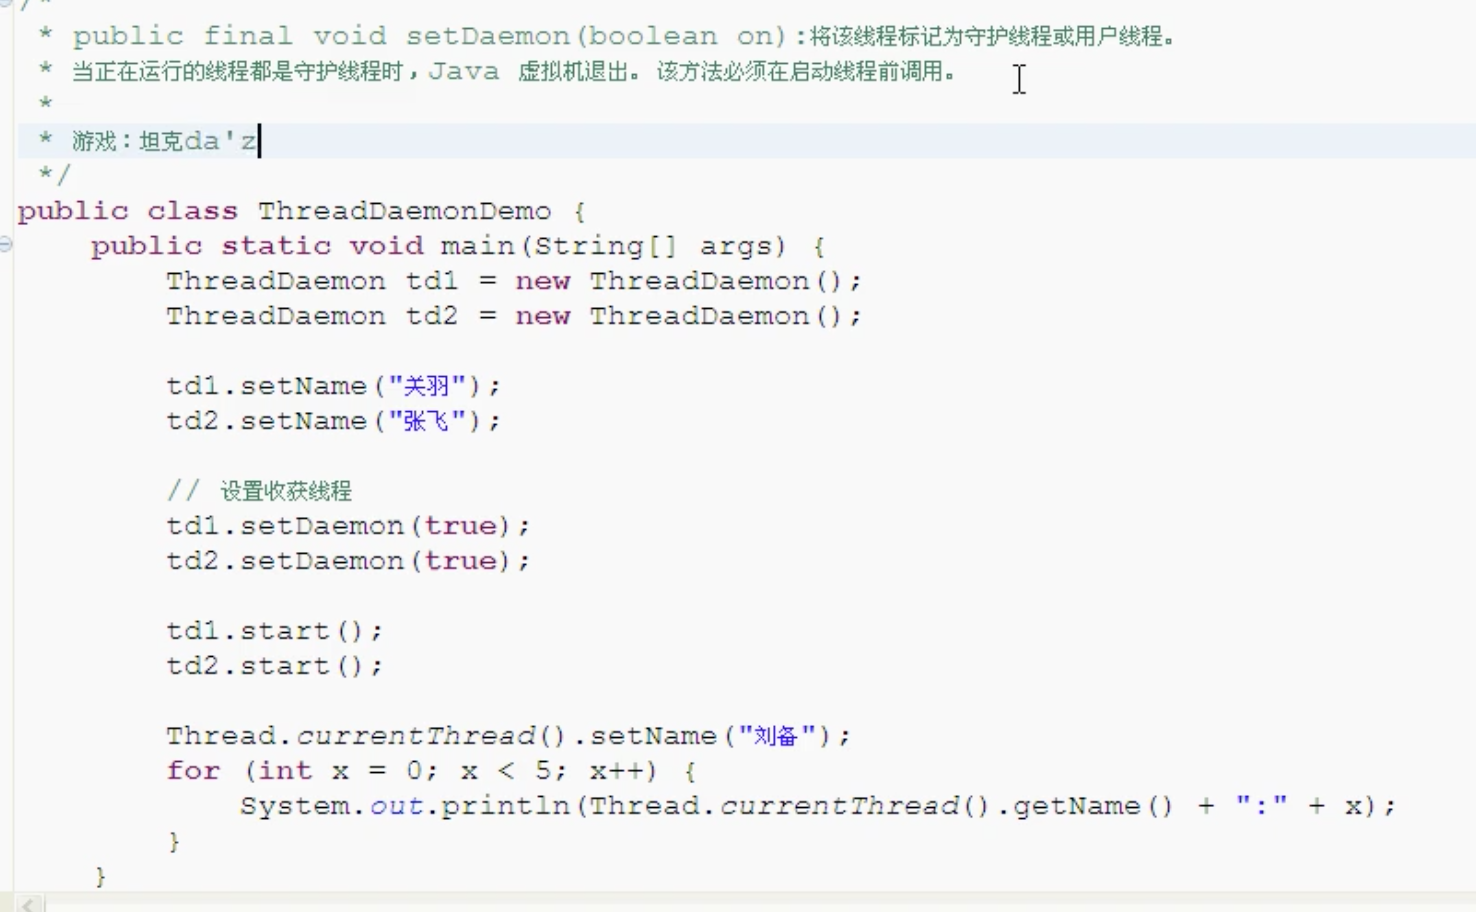 /*
* public final void setDaemon(boolean on):将该线程标记为守护线程或用户线程。
* 当正在运行的线程都是守护线程时，Java 虚拟机退出。 该方法必须在启动线程前调用。
*
* 游戏：坦克da'z
*/
public class ThreadDaemonDemo {
public static void main(String[] args) {
ThreadDaemon td1 = new ThreadDaemon();
ThreadDaemon td2 = new ThreadDaemon();
td1.setName("关羽");
td2.setName("张飞");
// 设置收获线程
td1.setDaemon(true);
td2.setDaemon(true);
td1.start();
td2.start();
Thread.currentThread().setName("刘备");
for (int x = 0; x < 5; x++) {
System.out.println(Thread.currentThread().getName() + ":" + x);
}
}